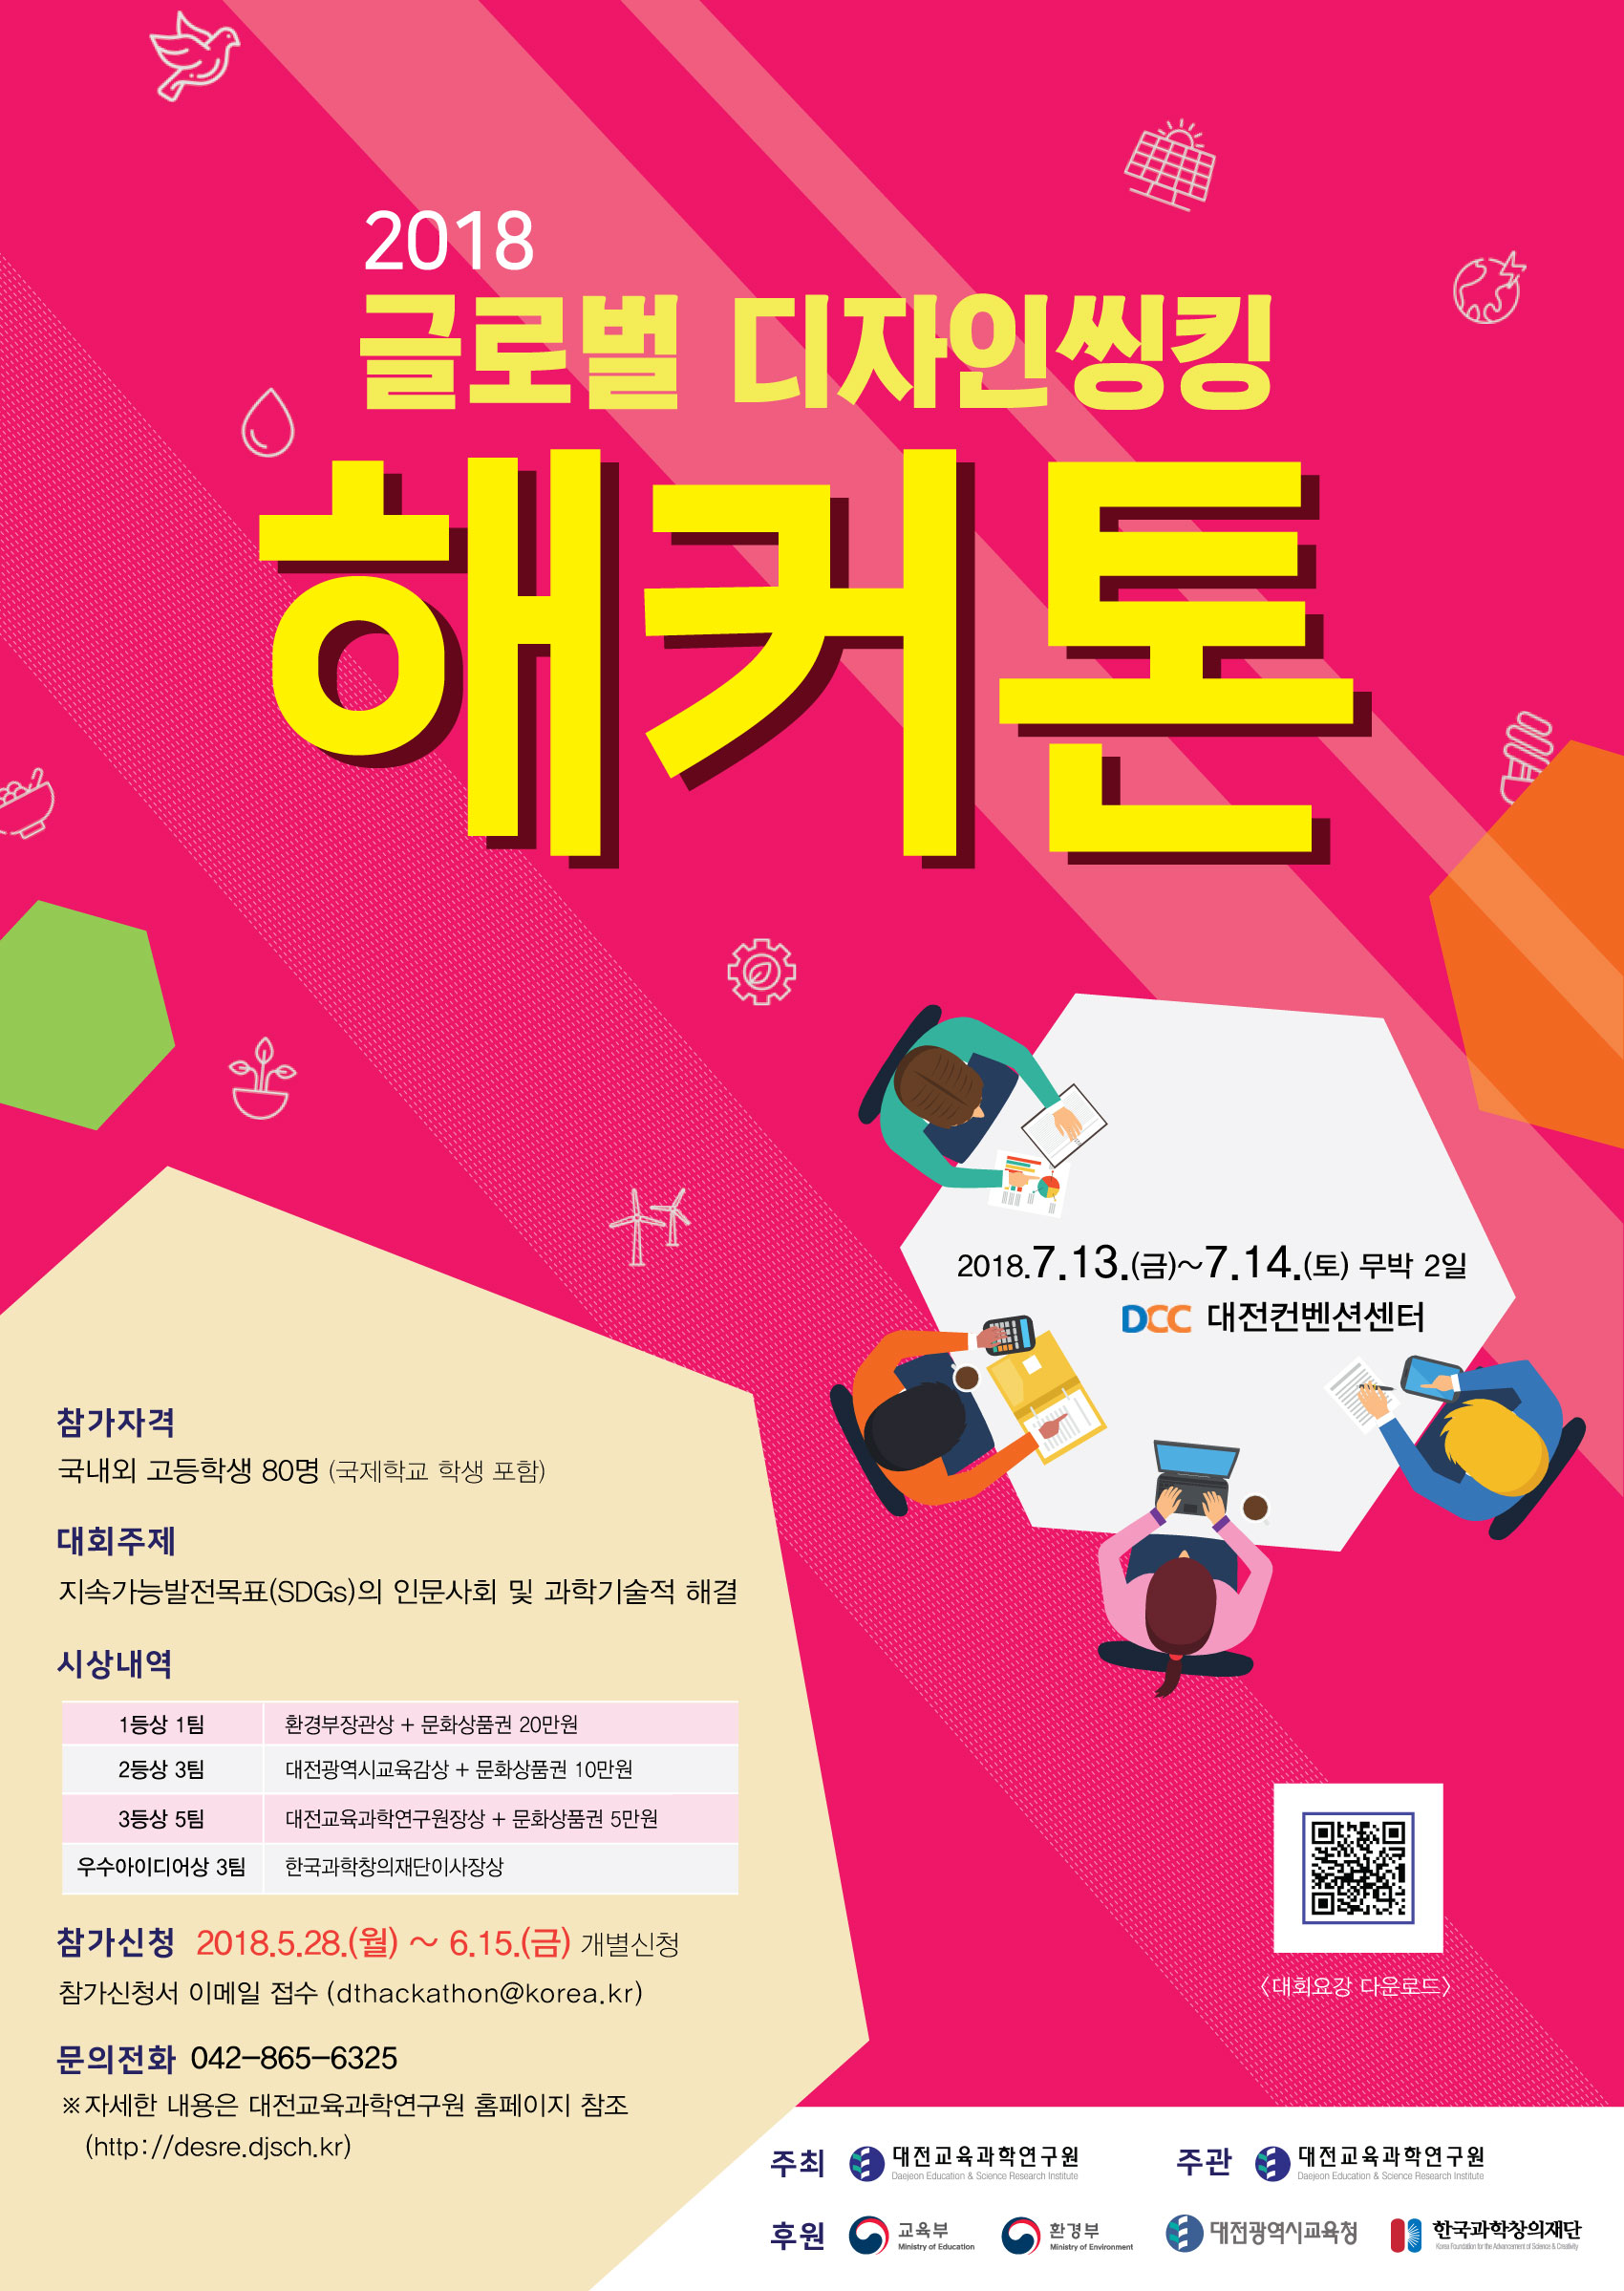 2018
글로벌 디자인씽킹
해커톤
2018.7.13.(금)~7.14.(토) 무박 2일
DCC 대전컨벤션센터
참가자격
국내외 고등학생 80명 (국제학교 학생 포함)
대회주제
지속가능발전목표(SDGs)의 인문사회 및 과학기술적 해결
시상내역
1등상 1팀 환경부장관상 + 문화상품권 20만원
2등상 3팀 대전광역시교육감상 + 문화상품권 10만원
3등상 5팀 대전교육과학연구원장상 + 문화상품권 5만원
우수아이디어상 3팀 한국과학창의재단이사장상
참가신청 2018.5.28.(월) ~ 6.15.(금) 개별신청
참가신청서 이메일 접수 (dthackathon@korea.kr)
문의전화 042-865-6325
※자세한 내용은 대전교육과학연구원 홈페이지 참조
(http://desre.djsch.kr)
<대회요강 다운로드>
주최 대전교육과학연구원
Daejeon Education & Science Research Institute
주관 대전교육과학연구원
Daejeon Education & Science Research Institute
후원 교육부
Ministry of Education
환경부
Ministry of Environment
대전광역시교육청
한국과학창의재단
Korea Foundation for the Advancement of Science & Creativity